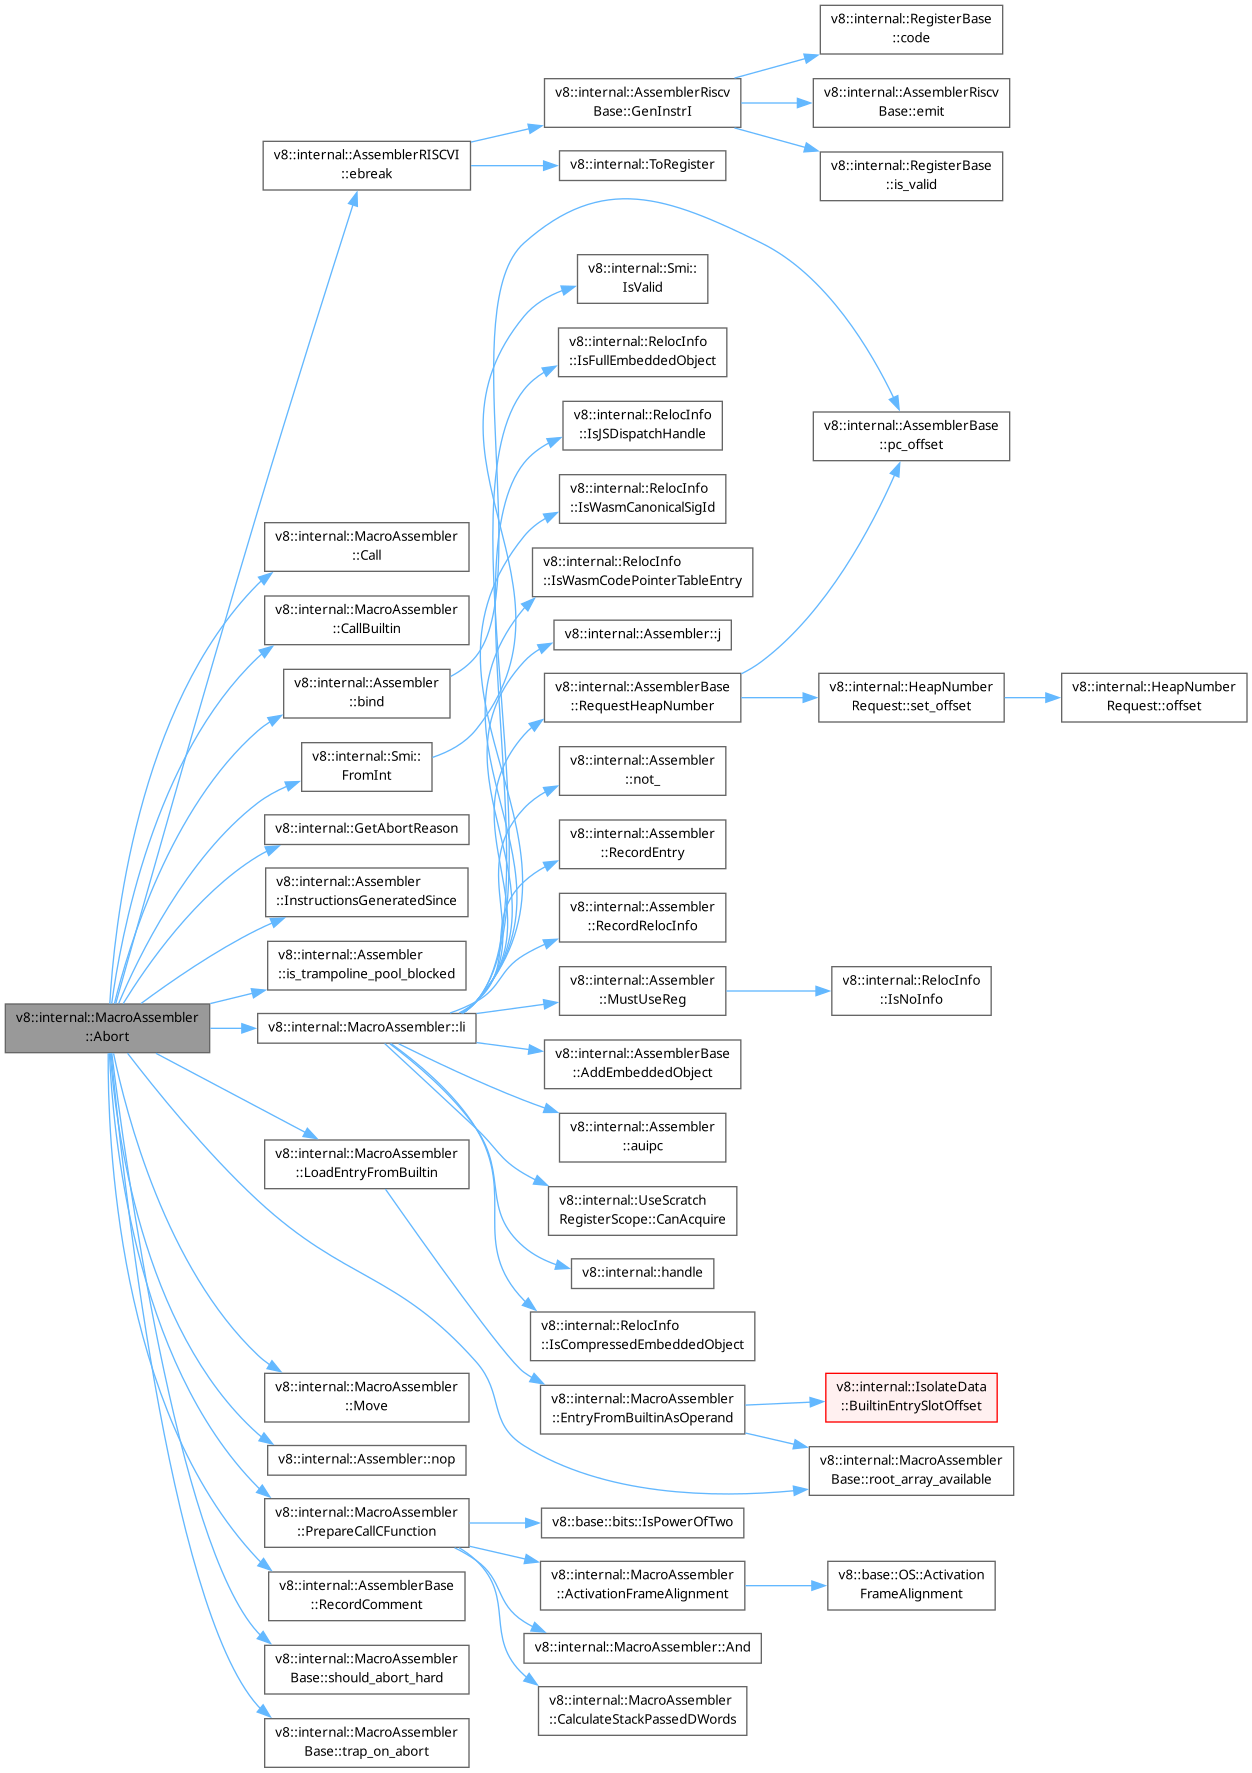 v8::internal::MacroAssembler
::Abort
v8::internal::AssemblerRISCVI
::ebreak
v8::internal::MacroAssembler
::Call
v8::internal::MacroAssembler
::CallBuiltin
v8::internal::Assembler
::bind
v8::internal::Smi::
FromInt
v8::internal::GetAbortReason
v8::internal::Assembler
::InstructionsGeneratedSince
v8::internal::Assembler
::is_trampoline_pool_blocked
v8::internal::MacroAssembler::li
v8::internal::MacroAssembler
::LoadEntryFromBuiltin
v8::internal::MacroAssembler
::Move
v8::internal::Assembler::nop
v8::internal::MacroAssembler
::PrepareCallCFunction
v8::internal::AssemblerBase
::RecordComment
v8::internal::MacroAssembler
Base::should_abort_hard
v8::internal::MacroAssembler
Base::trap_on_abort
v8::internal::AssemblerRiscv
Base::GenInstrI
v8::internal::ToRegister
v8::internal::Smi::
IsValid
v8::internal::RelocInfo
::IsFullEmbeddedObject
v8::internal::RelocInfo
::IsJSDispatchHandle
v8::internal::RelocInfo
::IsWasmCanonicalSigId
v8::internal::RelocInfo
::IsWasmCodePointerTableEntry
v8::internal::Assembler::j
v8::internal::AssemblerBase
::RequestHeapNumber
v8::internal::Assembler
::not_
v8::internal::Assembler
::RecordEntry
v8::internal::Assembler
::RecordRelocInfo
v8::internal::Assembler
::MustUseReg
v8::internal::AssemblerBase
::AddEmbeddedObject
v8::internal::Assembler
::auipc
v8::internal::UseScratch
RegisterScope::CanAcquire
v8::internal::handle
v8::internal::RelocInfo
::IsCompressedEmbeddedObject
v8::internal::MacroAssembler
::EntryFromBuiltinAsOperand
v8::base::bits::IsPowerOfTwo
v8::internal::MacroAssembler
::ActivationFrameAlignment
v8::internal::MacroAssembler::And
v8::internal::MacroAssembler
::CalculateStackPassedDWords
v8::internal::RegisterBase
::code
v8::internal::AssemblerRiscv
Base::emit
v8::internal::RegisterBase
::is_valid
v8::internal::AssemblerBase
::pc_offset
v8::internal::HeapNumber
Request::set_offset
v8::internal::RelocInfo
::IsNoInfo
v8::internal::IsolateData
::BuiltinEntrySlotOffset
v8::internal::MacroAssembler
Base::root_array_available
v8::base::OS::Activation
FrameAlignment
v8::internal::HeapNumber
Request::offset